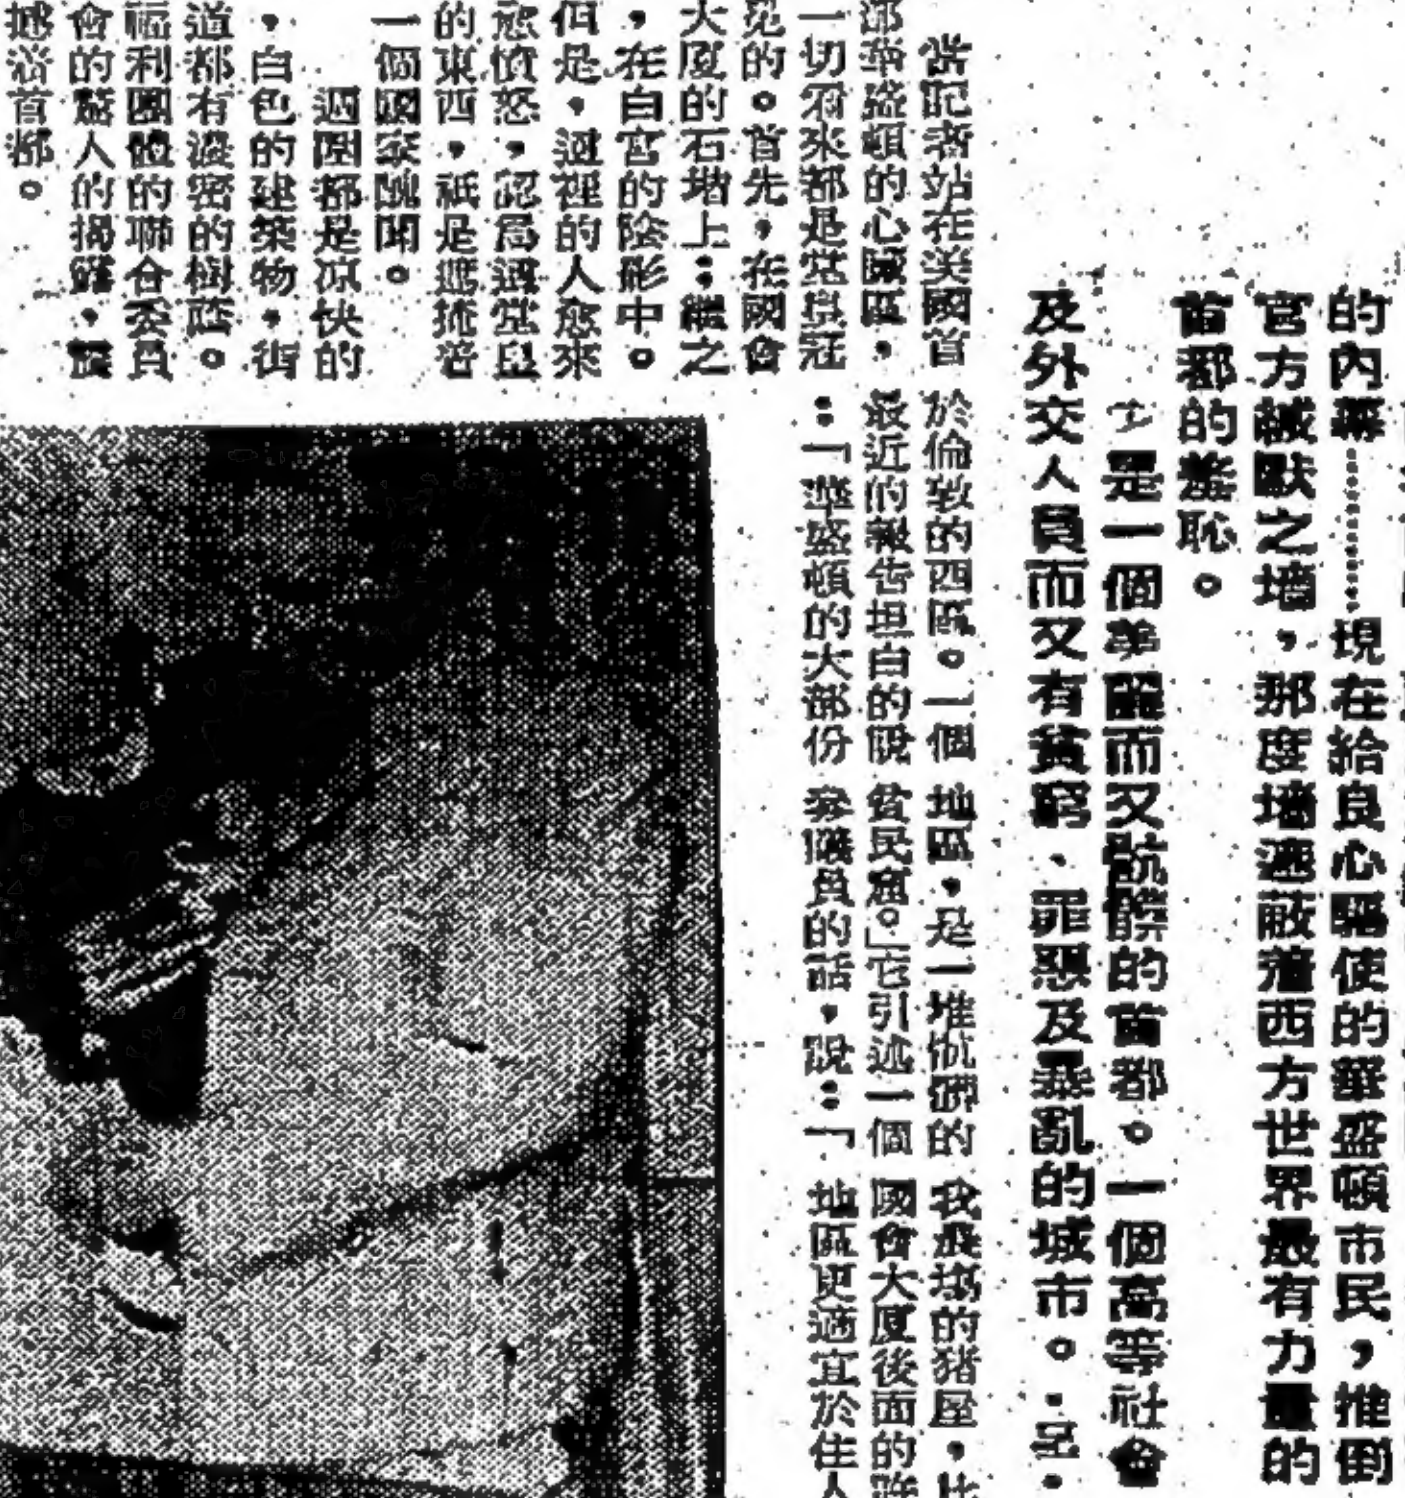 的內幕…………現在給良心驅使的華盛頓市民，推倒
官方緘默之墻，那度墻遮蔽着西方世界最有力量的
首都的羞恥。
是一個美麗而又骯髒的首都。一個高等社會
及外交人員而又有貧窮、罪惡及暴亂的城市。
當記者站在美國首
都華盛頓的心臟區，
一切看來都是堂皇冠
冕的。首先，在國會
大廈的石堦上：繼之
，在白宮的陰影中。
但是，這裡的人愈來
愈憤怒，認爲這堂皇
的東西，祇是遮掩着
一個國家醜聞。
週圍都是凉快的
，白色的建築物，街
道都有濃密的樹蔭。
福利團體的聯合委員
會的驚人的揭露，震
撼着首都。
於倫敦的西區。一個
最近的報告坦白的說
：「華盛頓的大部份
地區，是一堆骯髒的
貧民窟。」它引述一個
參議員的話，說：「
我農塲的猪屋，比
國會大廈後面的
地區更適宜於住人